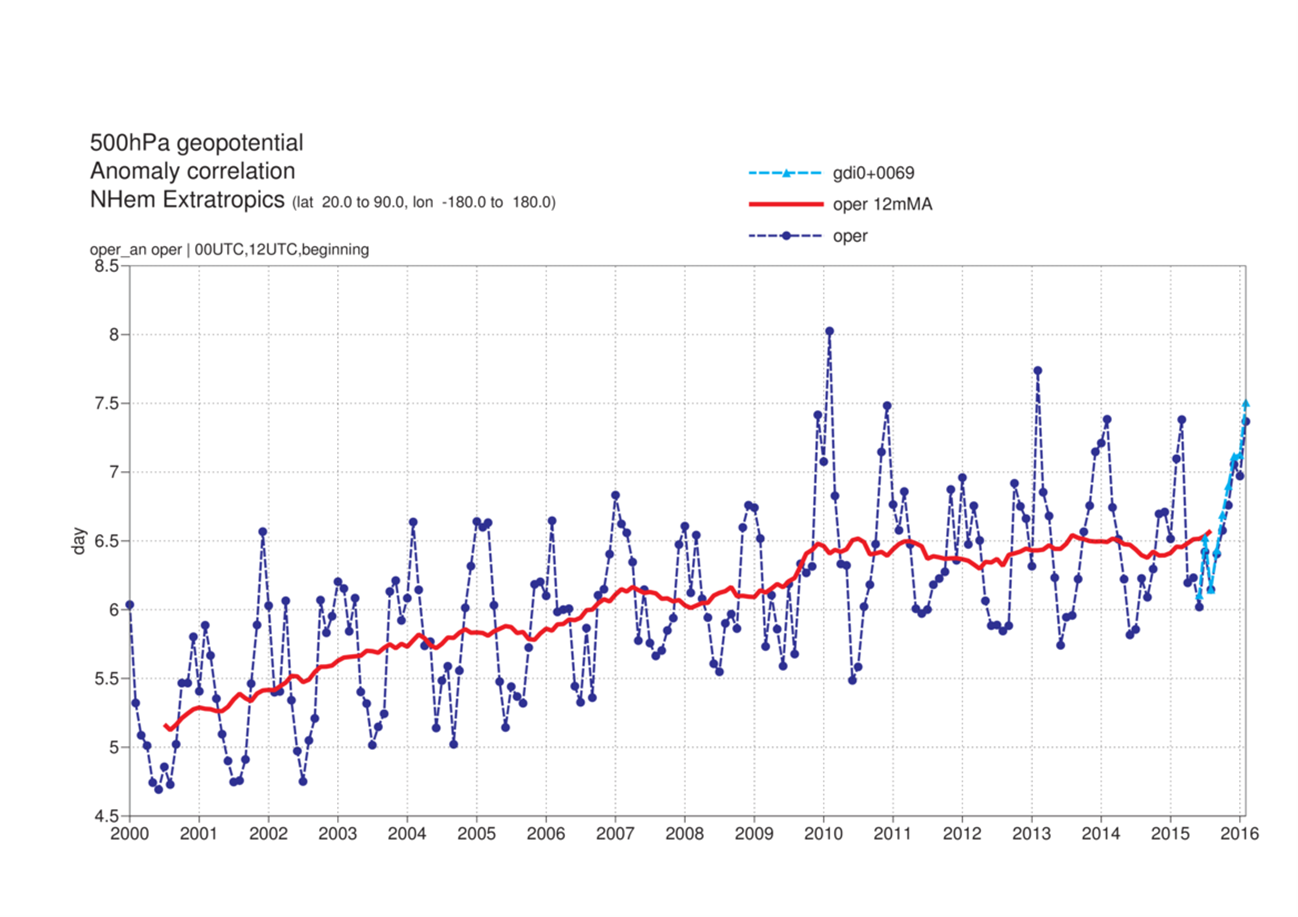 500hPa geopotential
Anomaly correlation
NHem Extratropics (lat 20.0 to 90.0, lon -180.0 to 180.0)
oper_an oper | 00UTC,12UTC,beginning
gdi0+0069
oper 12mMA
oper
8.5
8
7.5
7
6.5
6
5.5
5
4.5
day
2000 2001 2002 2003 2004 2005 2006 2007 2008 2009 2010 2011 2012 2013 2014 2015 2016